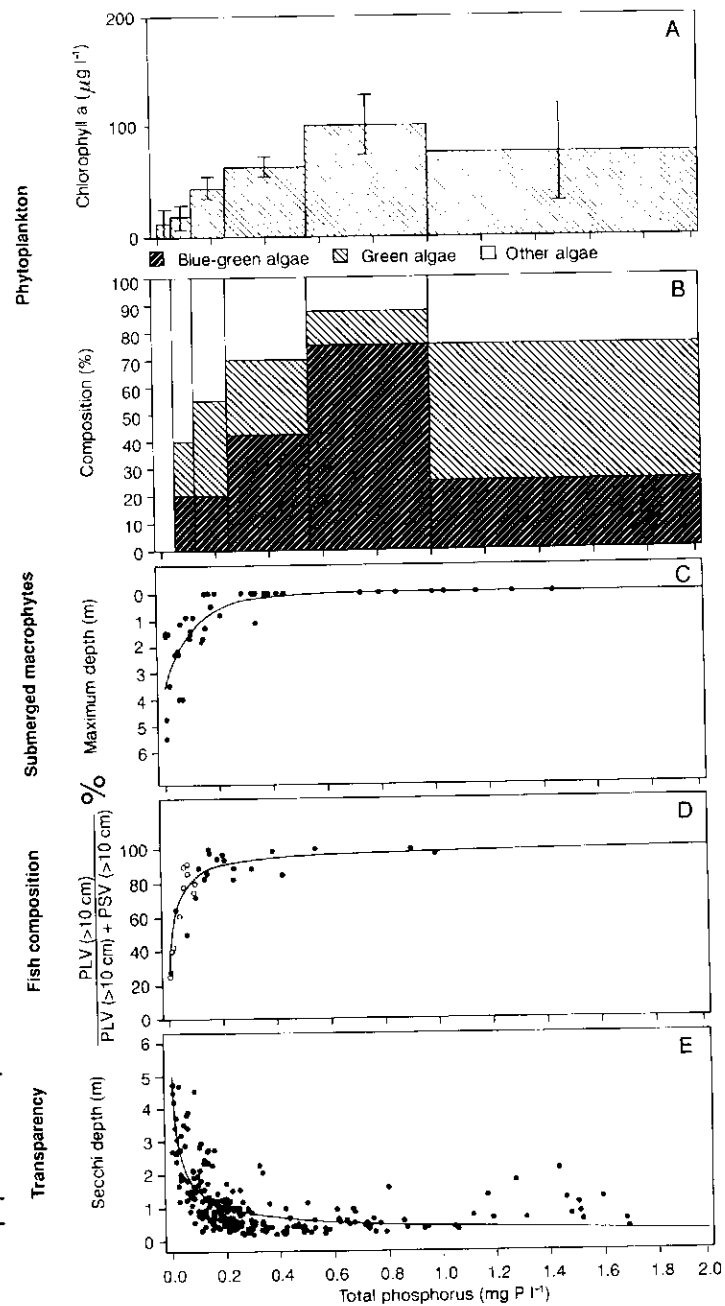 A
200
100
0
Chlorophyll a (µg l⁻¹)
Phytoplankton
Blue-green algae
Green algae
Other algae
B
100
90
80
70
60
50
40
30
20
10
0
Composition (%)
C
0
1
2
3
4
5
6
Maximum depth (m)
Submerged macrophytes
D
%
100
80
60
40
20
0
PLV (>10 cm)
PLV (>10 cm) + PSV (>10 cm)
Fish composition
E
6
5
4
3
2
1
0
Secchi depth (m)
Transparency
0.0 0.2 0.4 0.6 0.8 1.0 1.2 1.4 1.6 1.8 2.0
Total phosphorus (mg P l⁻¹)